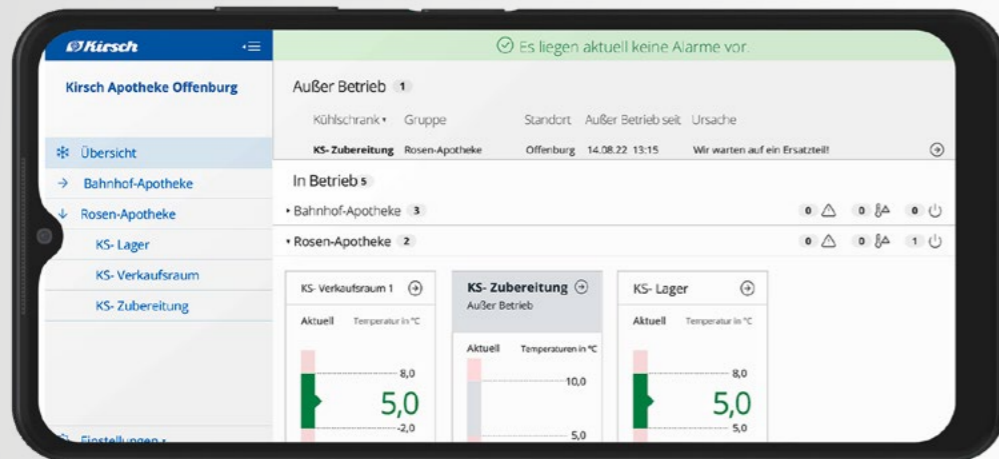 Kirsch
Kirsch Apotheke Offenburg
Übersicht
Bahnhof-Apotheke
Rosen-Apotheke
KS- Lager
KS- Verkaufsraum
KS- Zubereitung
Einstellungen
Es liegen aktuell keine Alarme vor.
Außer Betrieb 1
Kühlschrank Gruppe Standort Außer Betrieb seit Ursache
KS- Zubereitung Rosen-Apotheke Offenburg 14.08.22 13:15 Wir warten auf ein Ersatzteil!
In Betrieb 5
Bahnhof-Apotheke 3 0 0 0
Rosen-Apotheke 2 0 0 1
KS- Verkaufsraum 1
Aktuell Temperatur in °C
8,0
5,0
-2,0
KS- Zubereitung
Außer Betrieb
Aktuell Temperaturen in °C
10,0
5,0
KS- Lager
Aktuell Temperatur in °C
8,0
5,0
5,0